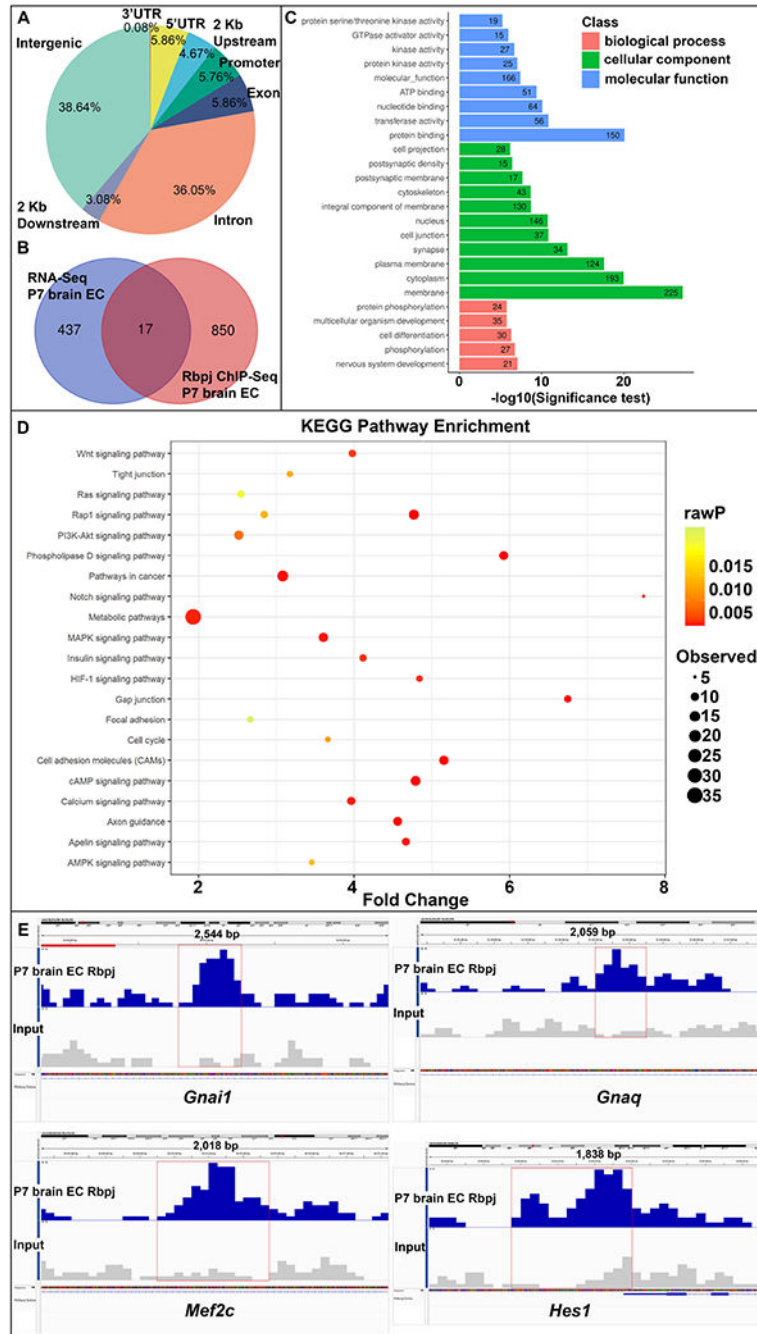 A
3'UTR
0.08%
5'UTR
5.86%
2 Kb
Upstream
4.67%
Promoter
5.76%
Exon
5.86%
Intergenic
38.64%
36.05%
Intron
3.08%
2 Kb
Downstream
B
RNA-Seq
P7 brain EC
437
17
850
Rbpj ChIP-Seq
P7 brain EC
C
Class
biological process
cellular component
molecular function
protein serine/threonine kinase activity 19
GTPase activator activity 15
kinase activity 27
protein kinase activity 25
molecular_function 166
ATP binding 51
nucleotide binding 64
transferase activity 56
protein binding 150
cell projection 28
postsynaptic density 15
postsynaptic membrane 17
cytoskeleton 43
integral component of membrane 130
nucleus 146
cell junction 37
synapse 34
plasma membrane 124
cytoplasm 193
membrane 225
protein phosphorylation 24
multicellular organism development 35
cell differentiation 30
phosphorylation 27
nervous system development 21
0 10 20
-log10(Significance test)
D
KEGG Pathway Enrichment
Wnt signaling pathway
Tight junction
Ras signaling pathway
Rap1 signaling pathway
PI3K-Akt signaling pathway
Phospholipase D signaling pathway
Pathways in cancer
Notch signaling pathway
Metabolic pathways
MAPK signaling pathway
Insulin signaling pathway
HIF-1 signaling pathway
Gap junction
Focal adhesion
Cell cycle
Cell adhesion molecules (CAMs)
cAMP signaling pathway
Calcium signaling pathway
Axon guidance
Apelin signaling pathway
AMPK signaling pathway
2 4 6 8
Fold Change
rawP
0.015
0.010
0.005
Observed
5
10
15
20
25
30
35
E
2,544 bp
P7 brain EC Rbpj
Input
Gnai1
2,059 bp
P7 brain EC Rbpj
Input
Gnaq
2,018 bp
P7 brain EC Rbpj
Input
Mef2c
1,838 bp
P7 brain EC Rbpj
Input
Hes1